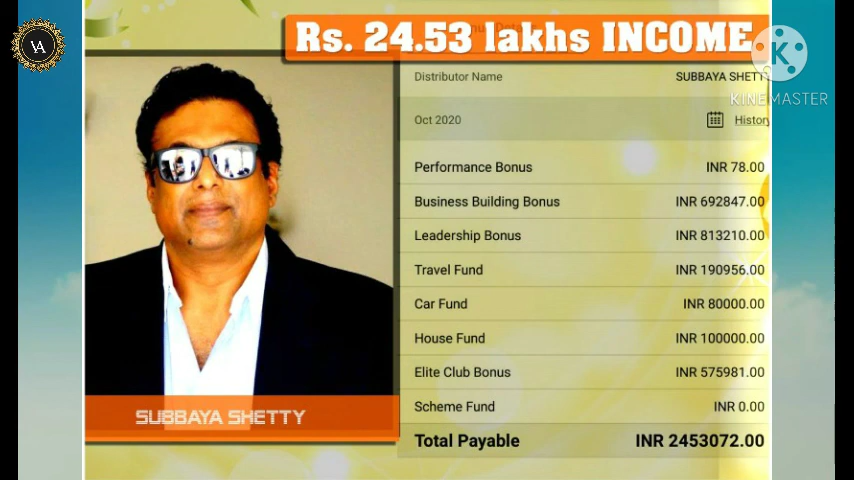 VA
Rs. 24.53 lakhs INCOME
K
KINEMASTER
Distributor Name SUBBAYA SHETTY
Oct 2020 History
Performance Bonus INR 78.00
Business Building Bonus INR 692847.00
Leadership Bonus INR 813210.00
Travel Fund INR 190956.00
Car Fund INR 80000.00
House Fund INR 100000.00
Elite Club Bonus INR 575981.00
Scheme Fund INR 0.00
Total Payable INR 2453072.00
SUBBAYA SHETTY